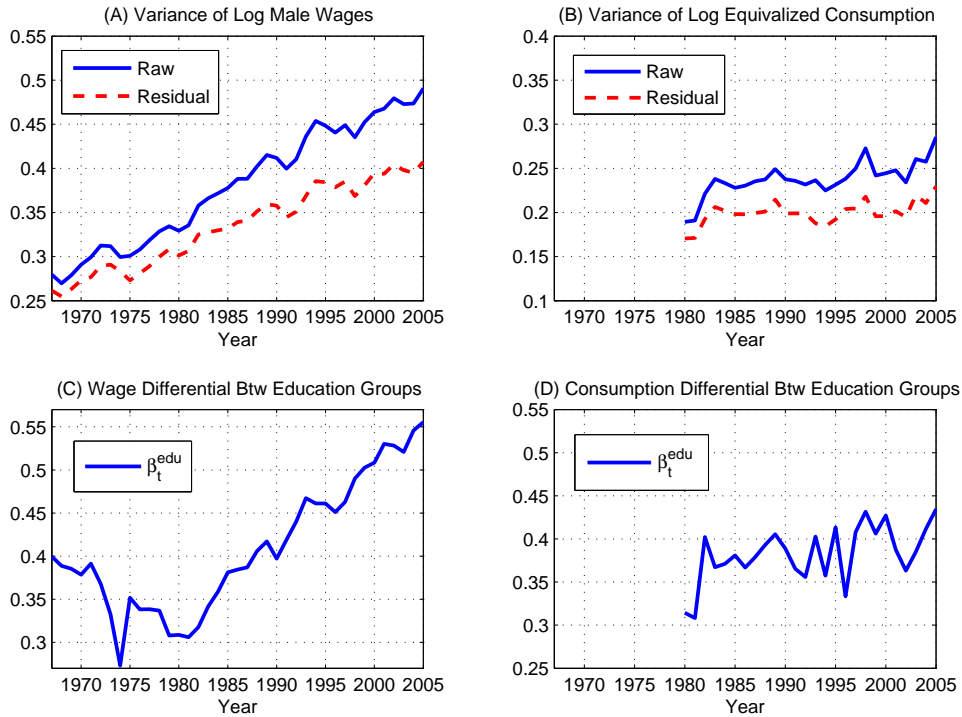 (A) Variance of Log Male Wages
0.55
0.5
0.45
0.4
0.35
0.3
0.25
Raw
Residual
1970 1975 1980 1985 1990 1995 2000 2005
Year
(B) Variance of Log Equivalized Consumption
0.4
0.35
0.3
0.25
0.2
0.15
0.1
Raw
Residual
1970 1975 1980 1985 1990 1995 2000 2005
Year
(C) Wage Differential Btw Education Groups
0.55
0.5
0.45
0.4
0.35
0.3
β_t^edu
1970 1975 1980 1985 1990 1995 2000 2005
Year
(D) Consumption Differential Btw Education Groups
0.55
0.5
0.45
0.4
0.35
0.3
0.25
β_t^edu
1970 1975 1980 1985 1990 1995 2000 2005
Year